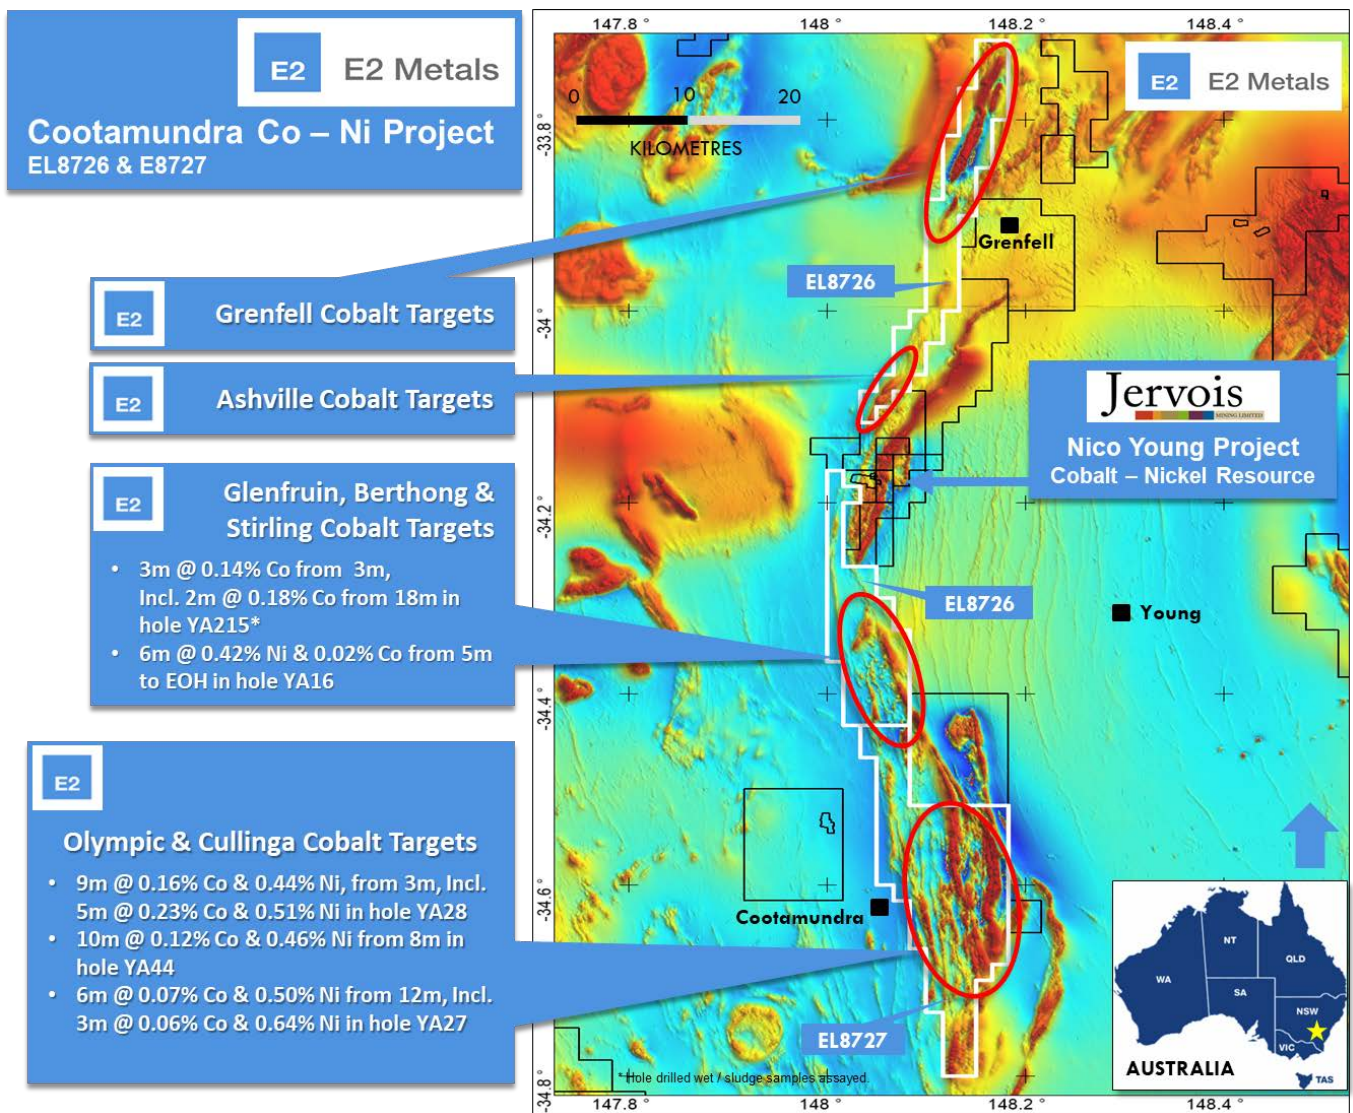 E2 E2 Metals
Cootamundra Co – Ni Project
EL8726 & E8727
E2
Grenfell Cobalt Targets
E2
Ashville Cobalt Targets
E2
Glenfruin, Berthong &
Stirling Cobalt Targets
• 3m @ 0.14% Co from 3m,
Incl. 2m @ 0.18% Co from 18m in
hole YA215*
• 6m @ 0.42% Ni & 0.02% Co from 5m
to EOH in hole YA16
E2
Olympic & Cullinga Cobalt Targets
• 9m @ 0.16% Co & 0.44% Ni, from 3m, Incl.
5m @ 0.23% Co & 0.51% Ni in hole YA28
• 10m @ 0.12% Co & 0.46% Ni from 8m in
hole YA44
• 6m @ 0.07% Co & 0.50% Ni from 12m, Incl.
3m @ 0.06% Co & 0.64% Ni in hole YA27
147.8 ° 148 ° 148.2 ° 148.4 °
E2 E2 Metals
0 10 20
KILOMETRES
-33.8 °
Grenfell
EL8726
-34 °
Jervois
MINING LIMITED
Nico Young Project
Cobalt – Nickel Resource
-34.2 °
EL8726
Young
-34.4 °
-34.6 °
Cootamundra
EL8727
WA NT QLD SA NSW VIC TAS
AUSTRALIA
* Hole drilled wet / sludge samples assayed.
-34.8 °
147.8 ° 148 ° 148.2 ° 148.4 °